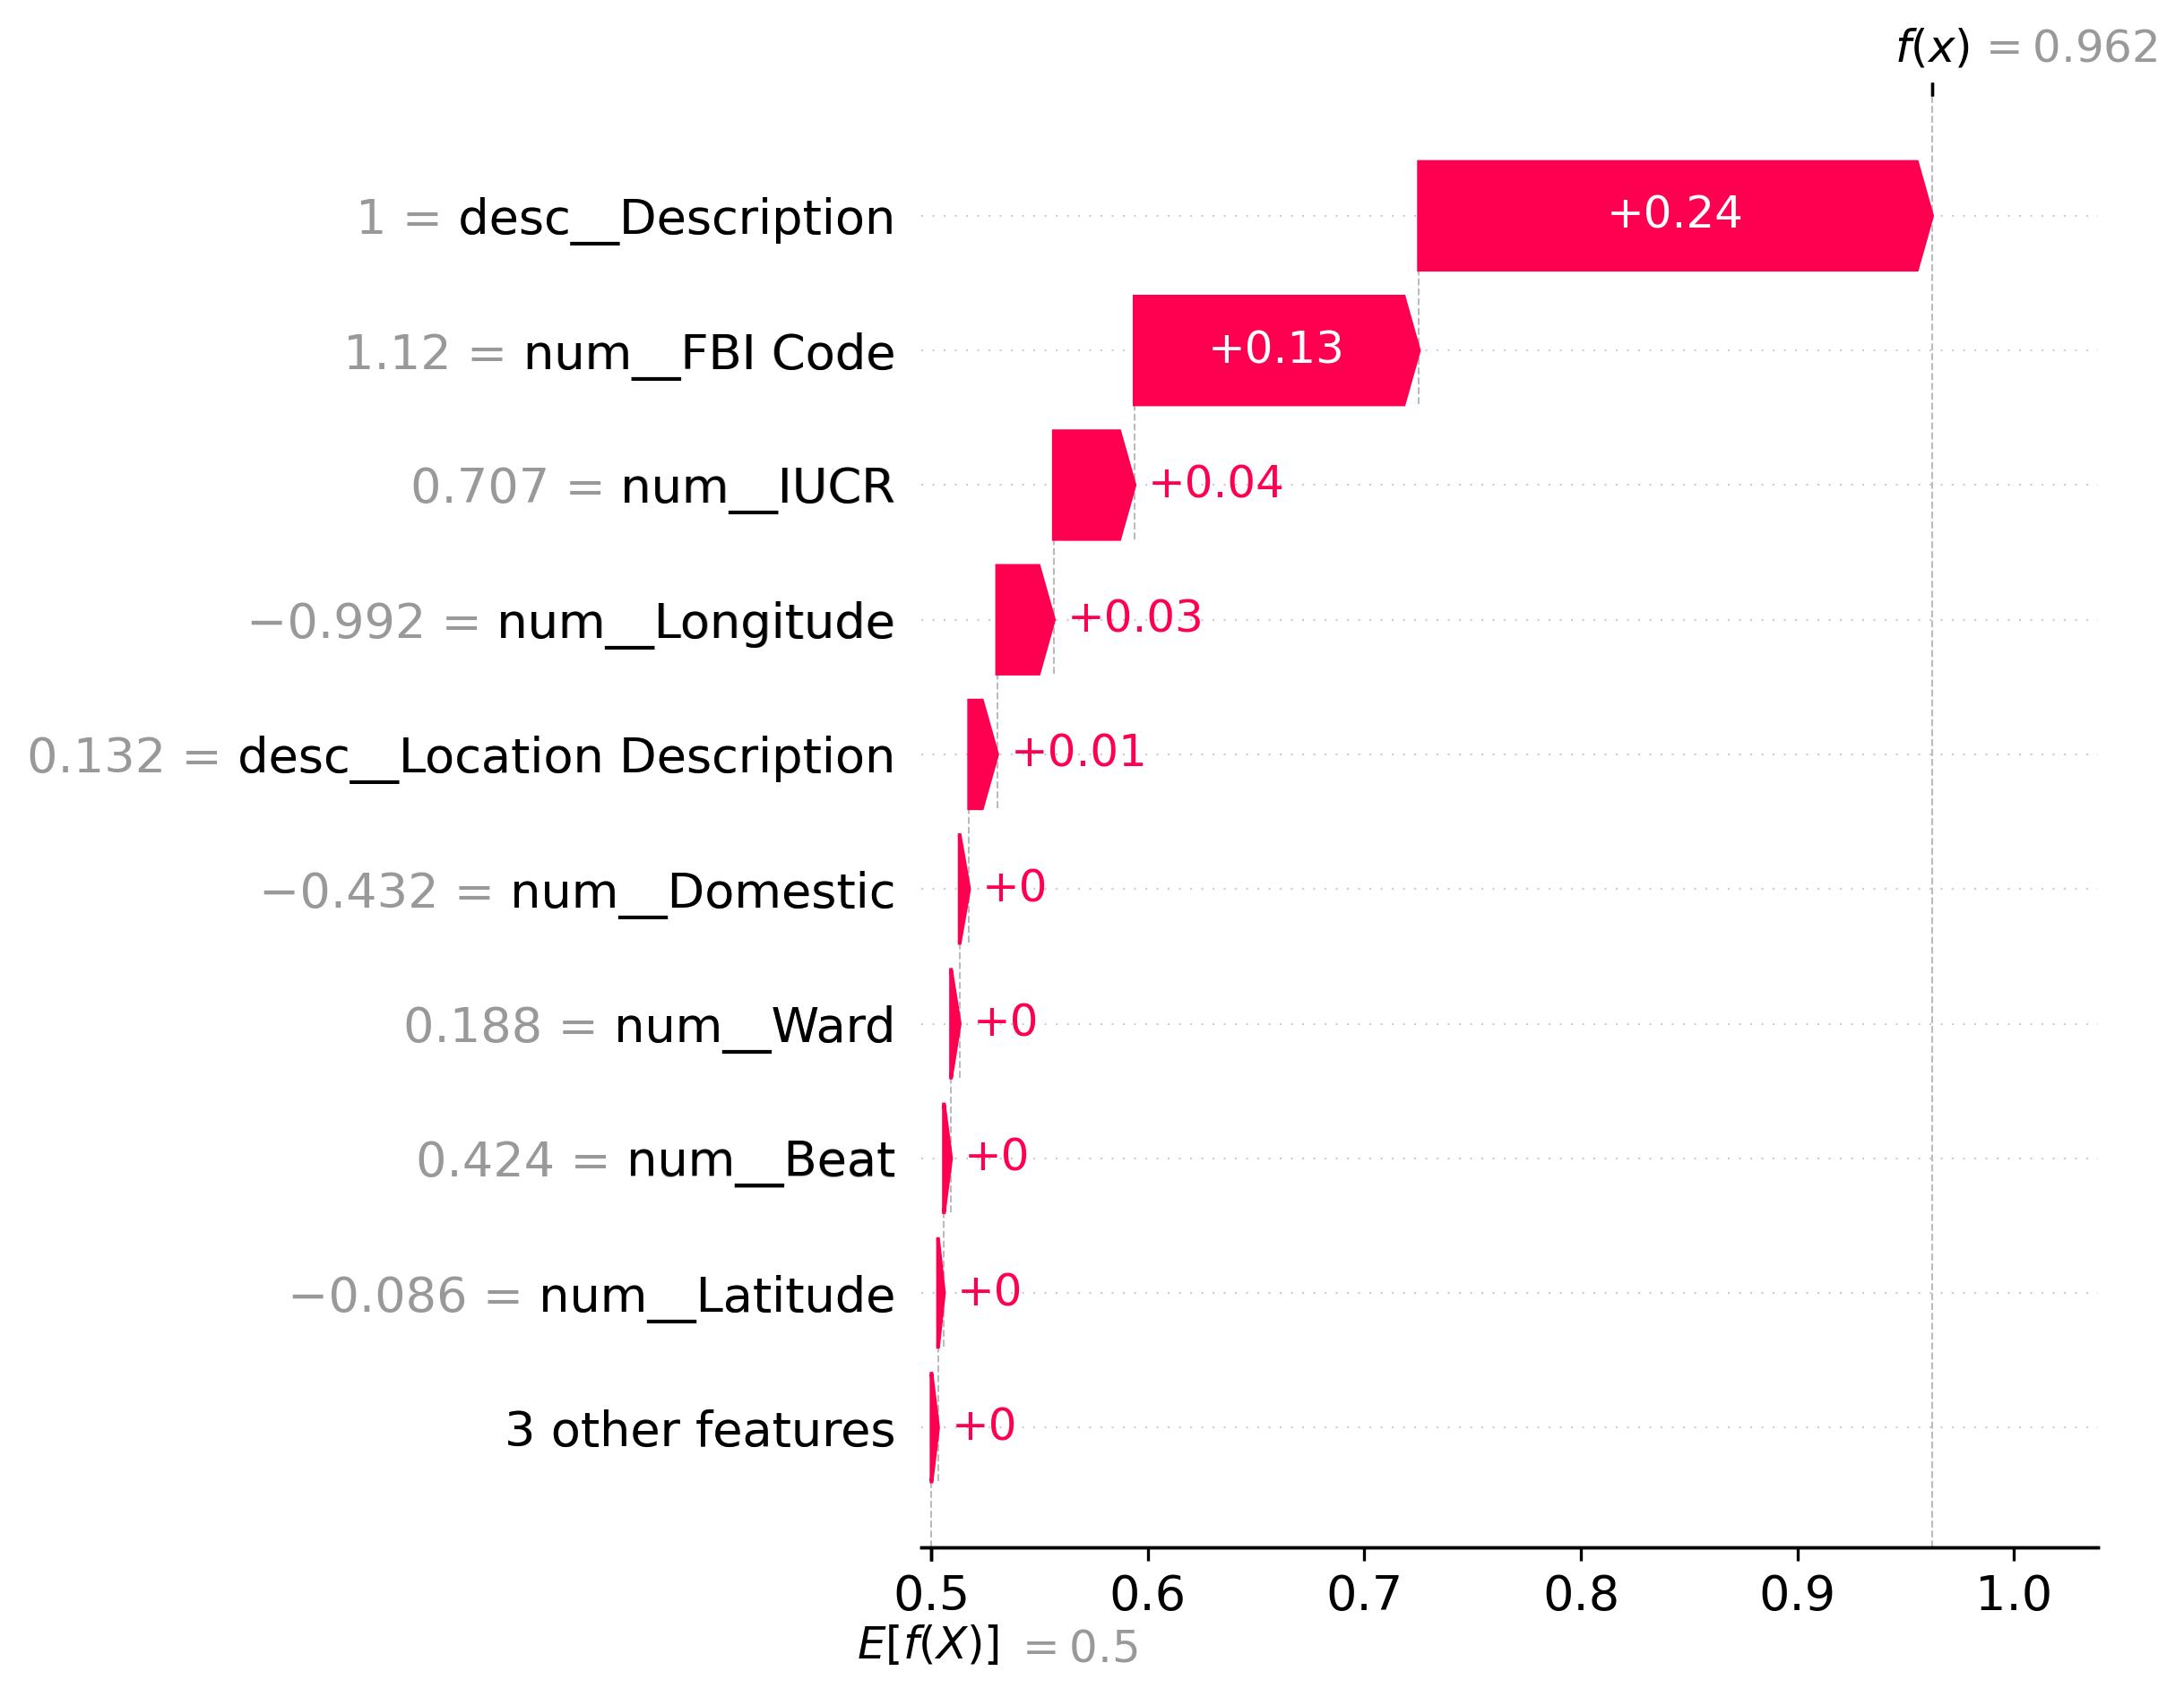 f(x) = 0.962
1 = desc__Description +0.24
1.12 = num__FBI Code +0.13
0.707 = num__IUCR +0.04
−0.992 = num__Longitude +0.03
0.132 = desc__Location Description +0.01
−0.432 = num__Domestic +0
0.188 = num__Ward +0
0.424 = num__Beat +0
−0.086 = num__Latitude +0
3 other features +0
0.5 0.6 0.7 0.8 0.9 1.0
E[f(X)] = 0.5